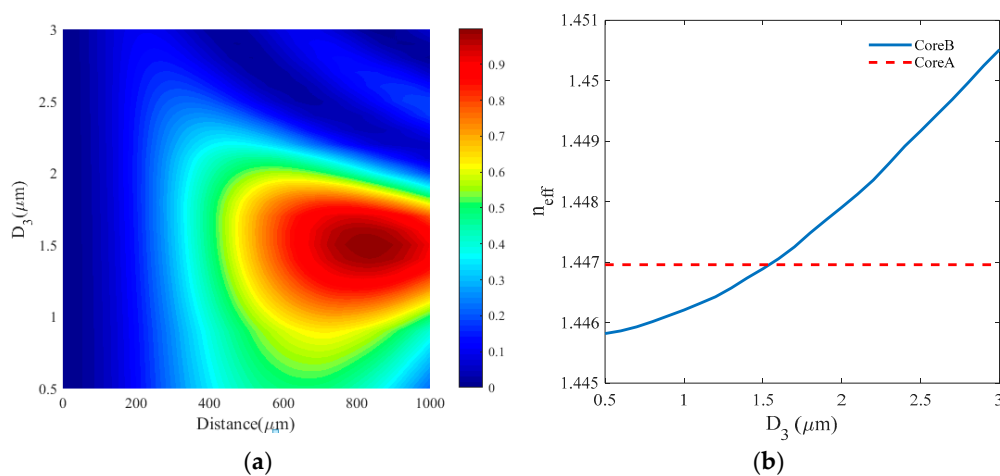 3
2.5
2
1.5
1
0.5
D3(μm)
0 200 400 600 800 1000
Distance(μm)
0.9
0.8
0.7
0.6
0.5
0.4
0.3
0.2
0.1
0
(a)
1.451
1.45
1.449
1.448
1.447
1.446
1.445
neff
CoreB
CoreA
0.5 1 1.5 2 2.5 3
D3 (μm)
(b)